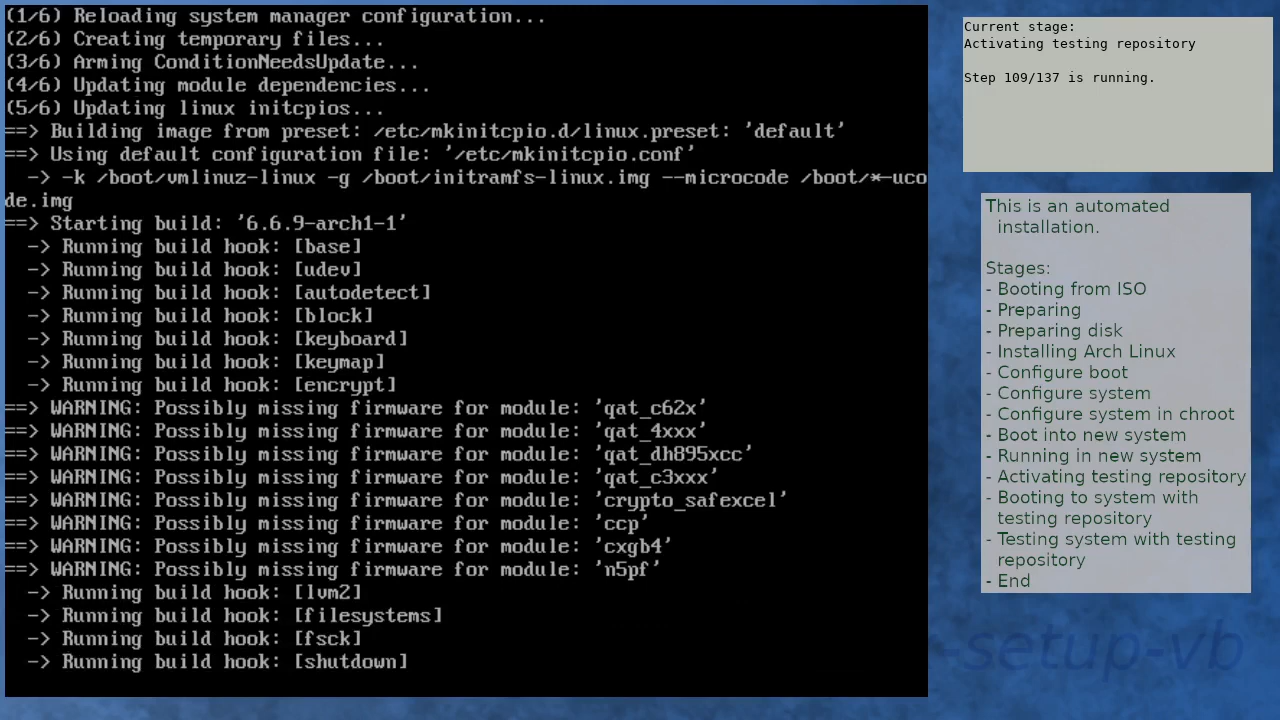 (1/6) Reloading system manager configuration...
(2/6) Creating temporary files...
(3/6) Arming ConditionNeedsUpdate...
(4/6) Updating module dependencies...
(5/6) Updating linux initcpios...
==> Building image from preset: /etc/mkinitcpio.d/linux.preset: 'default'
==> Using default configuration file: '/etc/mkinitcpio.conf'
  -> -k /boot/vmlinuz-linux -g /boot/initramfs-linux.img --microcode /boot/*-uco
de.img
==> Starting build: '6.6.9-arch1-1'
  -> Running build hook: [base]
  -> Running build hook: [udev]
  -> Running build hook: [autodetect]
  -> Running build hook: [block]
  -> Running build hook: [keyboard]
  -> Running build hook: [keymap]
  -> Running build hook: [encrypt]
==> WARNING: Possibly missing firmware for module: 'qat_c62x'
==> WARNING: Possibly missing firmware for module: 'qat_4xxx'
==> WARNING: Possibly missing firmware for module: 'qat_dh895xcc'
==> WARNING: Possibly missing firmware for module: 'qat_c3xxx'
==> WARNING: Possibly missing firmware for module: 'crypto_safexcel'
==> WARNING: Possibly missing firmware for module: 'ccp'
==> WARNING: Possibly missing firmware for module: 'cxgb4'
==> WARNING: Possibly missing firmware for module: 'n5pf'
  -> Running build hook: [lvm2]
  -> Running build hook: [filesystems]
  -> Running build hook: [fsck]
  -> Running build hook: [shutdown]
Current stage:
Activating testing repository
Step 109/137 is running.
This is an automated
installation.
Stages:
- Booting from ISO
- Preparing
- Preparing disk
- Installing Arch Linux
- Configure boot
- Configure system
- Configure system in chroot
- Boot into new system
- Running in new system
- Activating testing repository
- Booting to system with
testing repository
- Testing system with testing
repository
- End
-setup-vb